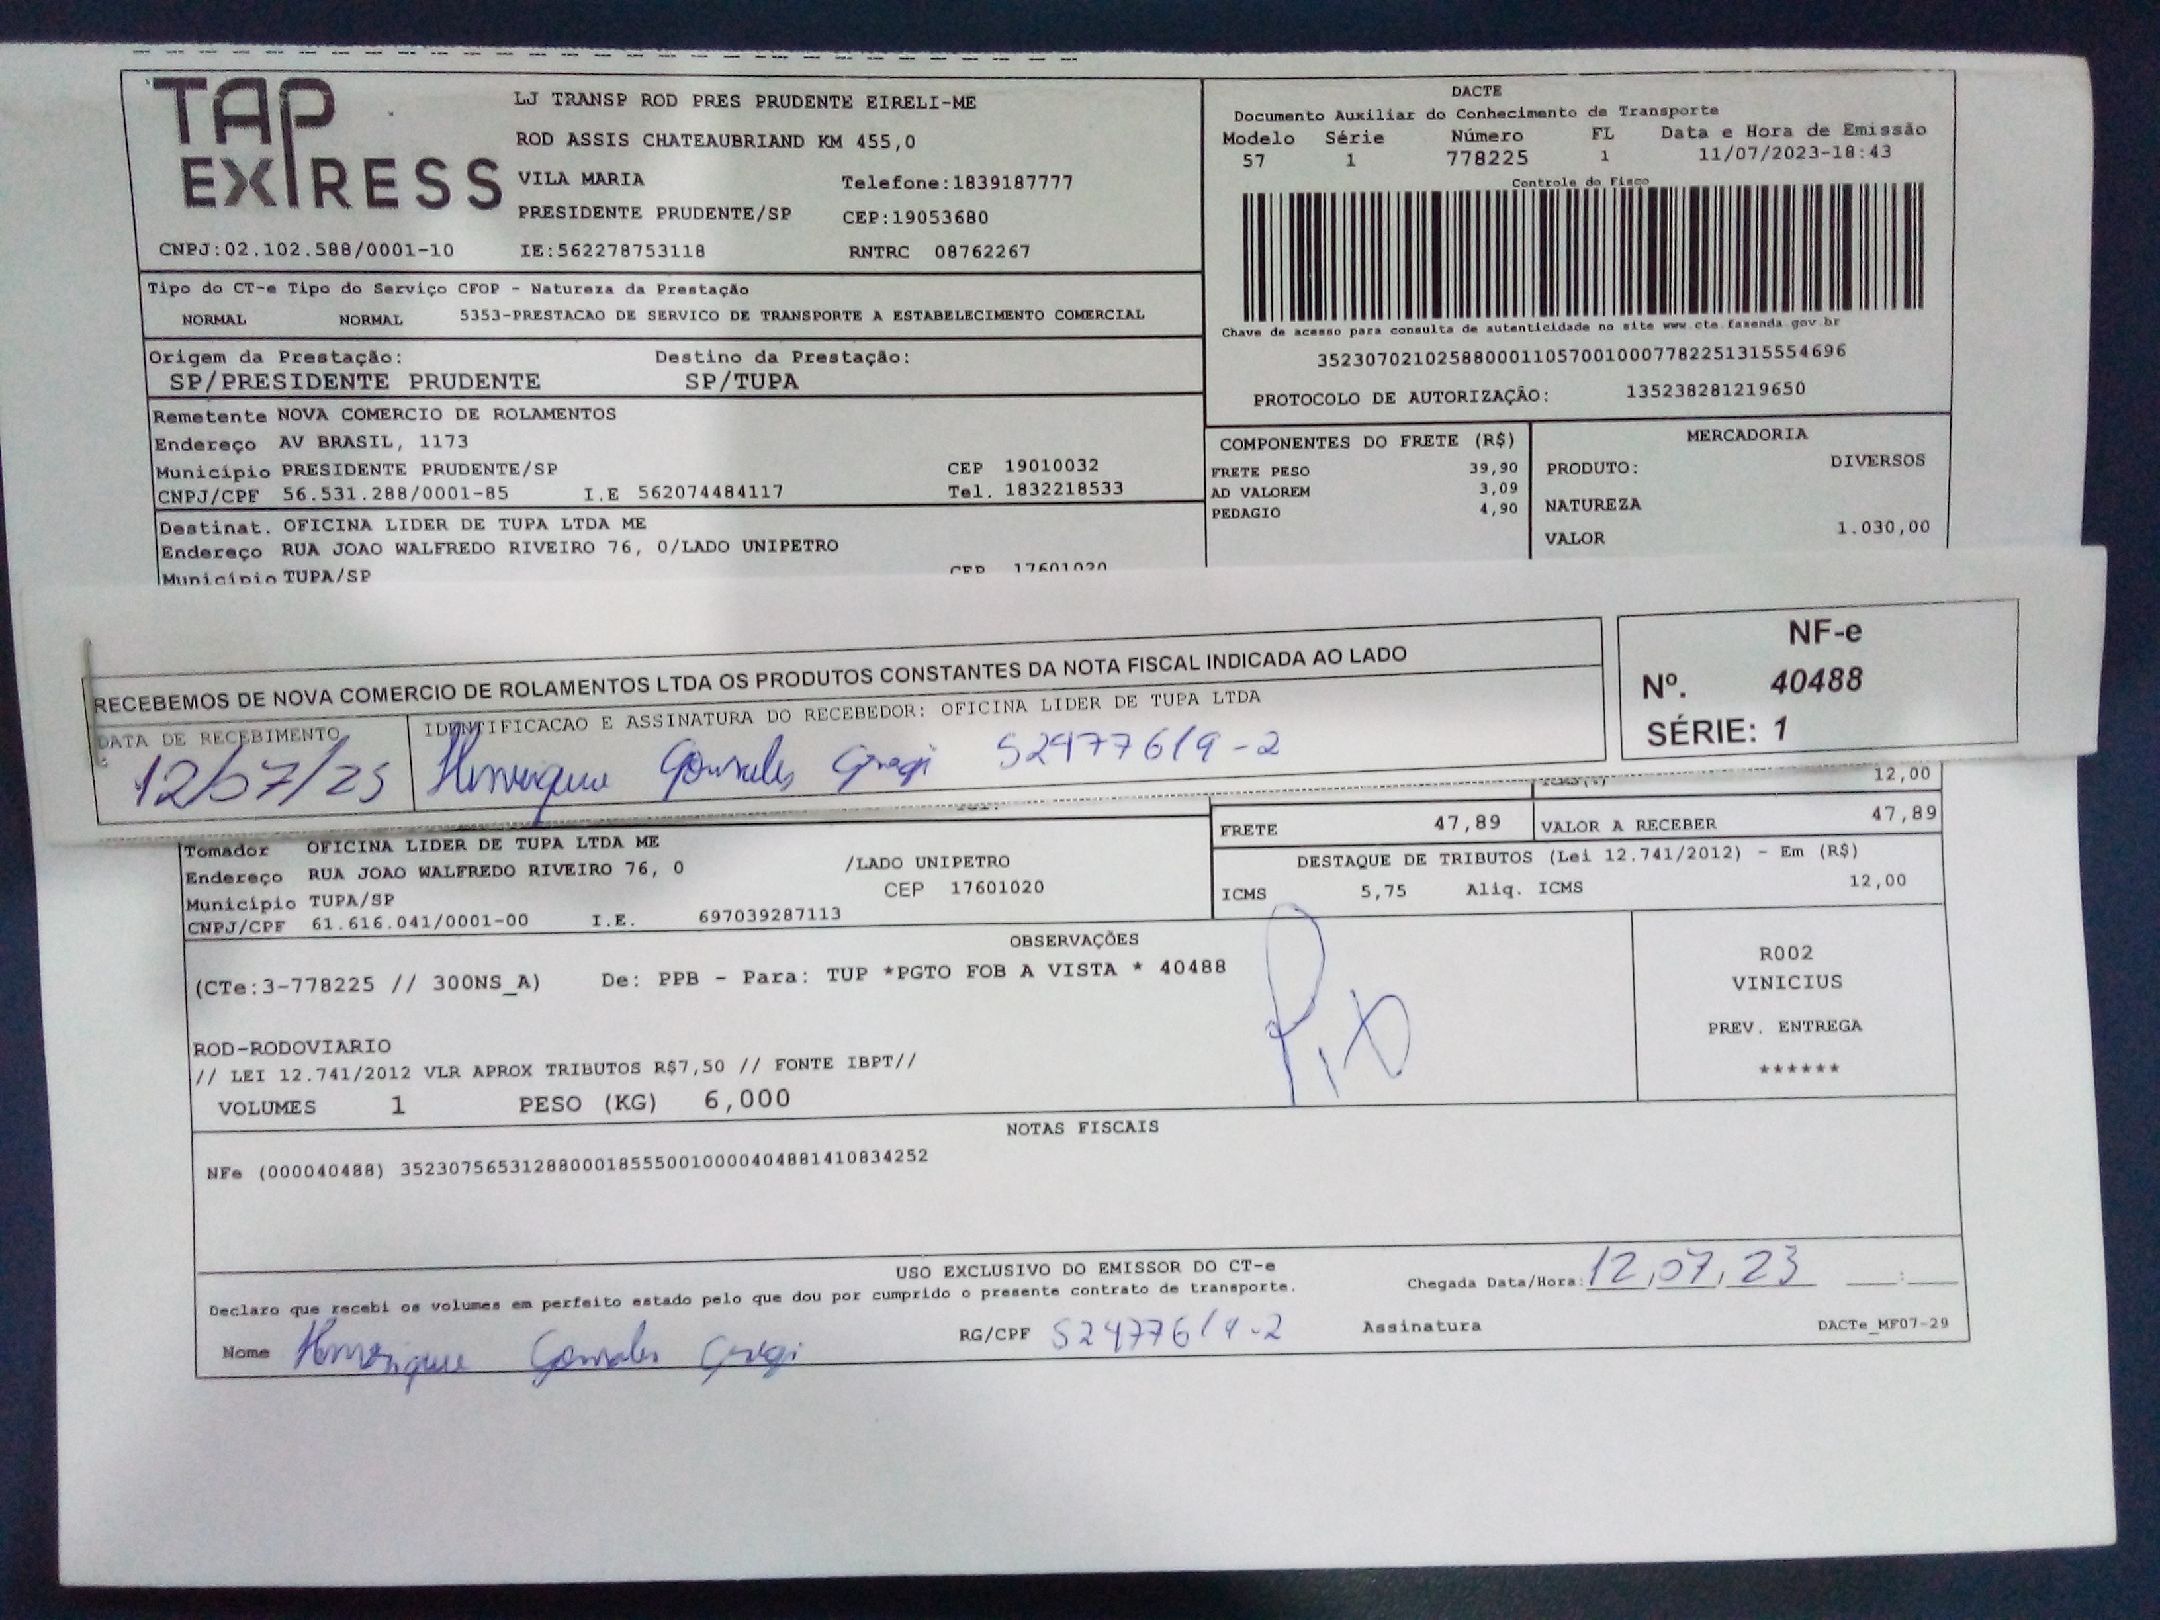 TAP EXPRESS
LJ TRANSP ROD PRES PRUDENTE EIRELI-ME
ROD ASSIS CHATEAUBRIAND KM 455,0
VILA MARIA Telefone:1839187777
PRESIDENTE PRUDENTE/SP CEP:19053680
CNPJ:02.102.588/0001-10 IE:562278753118 RNTRC 08762267
DACTE
Documento Auxiliar do Conhecimento de Transporte
Modelo Série Número FL Data e Hora de Emissão
57 1 778225 1 11/07/2023-18:43
Controle do Fisco
Chave de acesso para consulta de autenticidade no site www.cte.fazenda.gov.br
35230702102588000110570010007782251315554696
PROTOCOLO DE AUTORIZAÇÃO: 135238281219650
Tipo do CT-e Tipo do Serviço CFOP - Natureza da Prestação
NORMAL NORMAL 5353-PRESTACAO DE SERVICO DE TRANSPORTE A ESTABELECIMENTO COMERCIAL
Origem da Prestação: Destino da Prestação:
SP/PRESIDENTE PRUDENTE SP/TUPA
Remetente NOVA COMERCIO DE ROLAMENTOS
Endereço AV BRASIL, 1173
Município PRESIDENTE PRUDENTE/SP CEP 19010032
CNPJ/CPF 56.531.288/0001-85 I.E 562074484117 Tel. 1832218533
Destinat. OFICINA LIDER DE TUPA LTDA ME
Endereço RUA JOAO WALFREDO RIVEIRO 76, 0/LADO UNIPETRO
Município TUPA/SP CEP 17601020
COMPONENTES DO FRETE (R$)
FRETE PESO 39,90
AD VALOREM 3,09
PEDAGIO 4,90
MERCADORIA
PRODUTO: DIVERSOS
NATUREZA
VALOR 1.030,00
RECEBEMOS DE NOVA COMERCIO DE ROLAMENTOS LTDA OS PRODUTOS CONSTANTES DA NOTA FISCAL INDICADA AO LADO
DATA DE RECEBIMENTO IDENTIFICACAO E ASSINATURA DO RECEBEDOR: OFICINA LIDER DE TUPA LTDA
12/07/23 Henrique Gonzales 52477619-2
NF-e
Nº. 40488
SÉRIE: 1
12,00
FRETE 47,89 VALOR A RECEBER 47,89
DESTAQUE DE TRIBUTOS (Lei 12.741/2012) - Em (R$)
ICMS 5,75 Aliq. ICMS 12,00
Tomador OFICINA LIDER DE TUPA LTDA ME
Endereço RUA JOAO WALFREDO RIVEIRO 76, 0 /LADO UNIPETRO
Município TUPA/SP CEP 17601020
CNPJ/CPF 61.616.041/0001-00 I.E. 697039287113
OBSERVAÇÕES
(CTe:3-778225 // 300NS_A) De: PPB - Para: TUP *PGTO FOB A VISTA * 40488
ROD-RODOVIARIO
// LEI 12.741/2012 VLR APROX TRIBUTOS R$7,50 // FONTE IBPT//
VOLUMES 1 PESO (KG) 6,000
R002
VINICIUS
PREV. ENTREGA
******
NOTAS FISCAIS
NFe (000040488) 35230756531288000185550010000404881410834252
USO EXCLUSIVO DO EMISSOR DO CT-e
Declaro que recebi os volumes em perfeito estado pelo que dou por cumprido o presente contrato de transporte.
Chegada Data/Hora: 12,07,23 :
Nome Henrique Gonzales RG/CPF 52477619-2 Assinatura DACTe_MF07-29